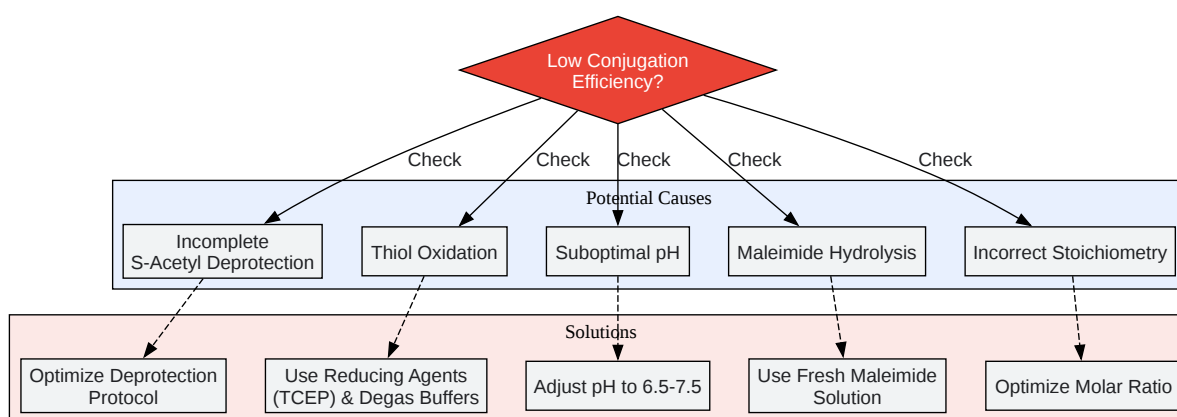 Low Conjugation
Efficiency?
Check
Check
Check
Check
Check
Potential Causes
Incomplete
S-Acetyl Deprotection
Thiol Oxidation
Suboptimal pH
Maleimide Hydrolysis
Incorrect Stoichiometry
Solutions
Optimize Deprotection
Protocol
Use Reducing Agents
(TCEP) & Degas Buffers
Adjust pH to 6.5-7.5
Use Fresh Maleimide
Solution
Optimize Molar Ratio